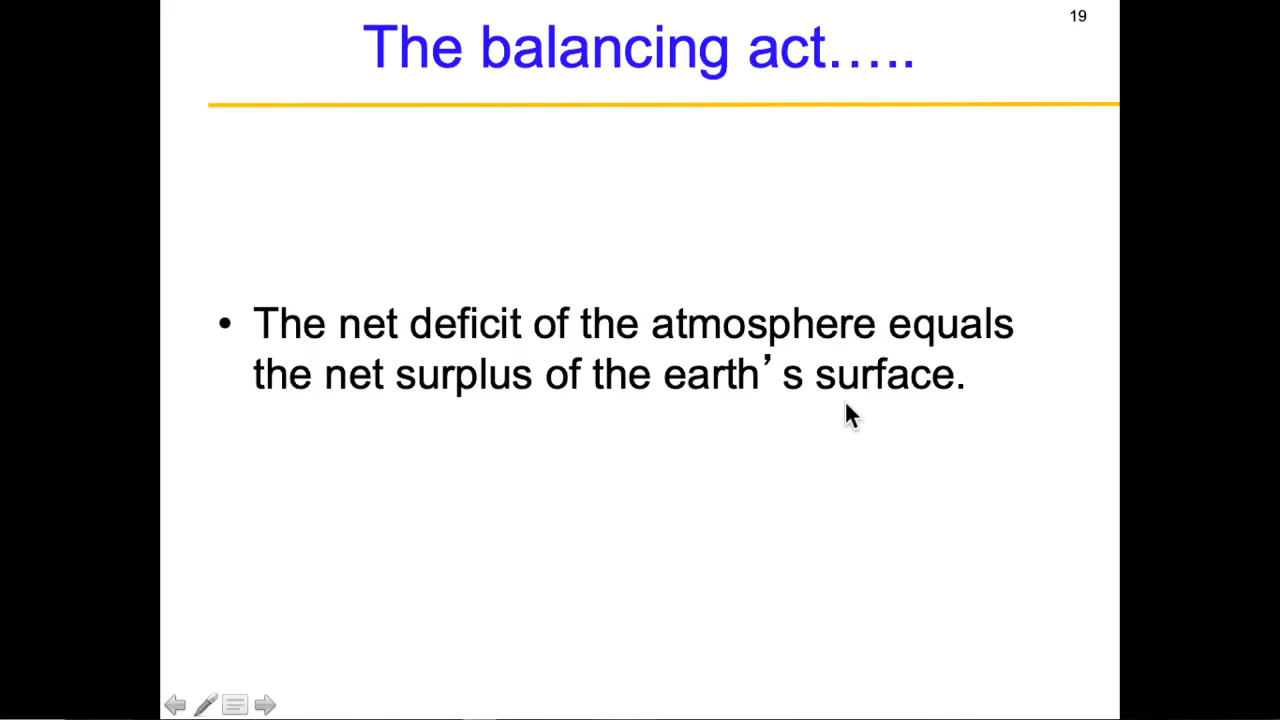 19
The balancing act…..
• The net deficit of the atmosphere equals
the net surplus of the earth’s surface.